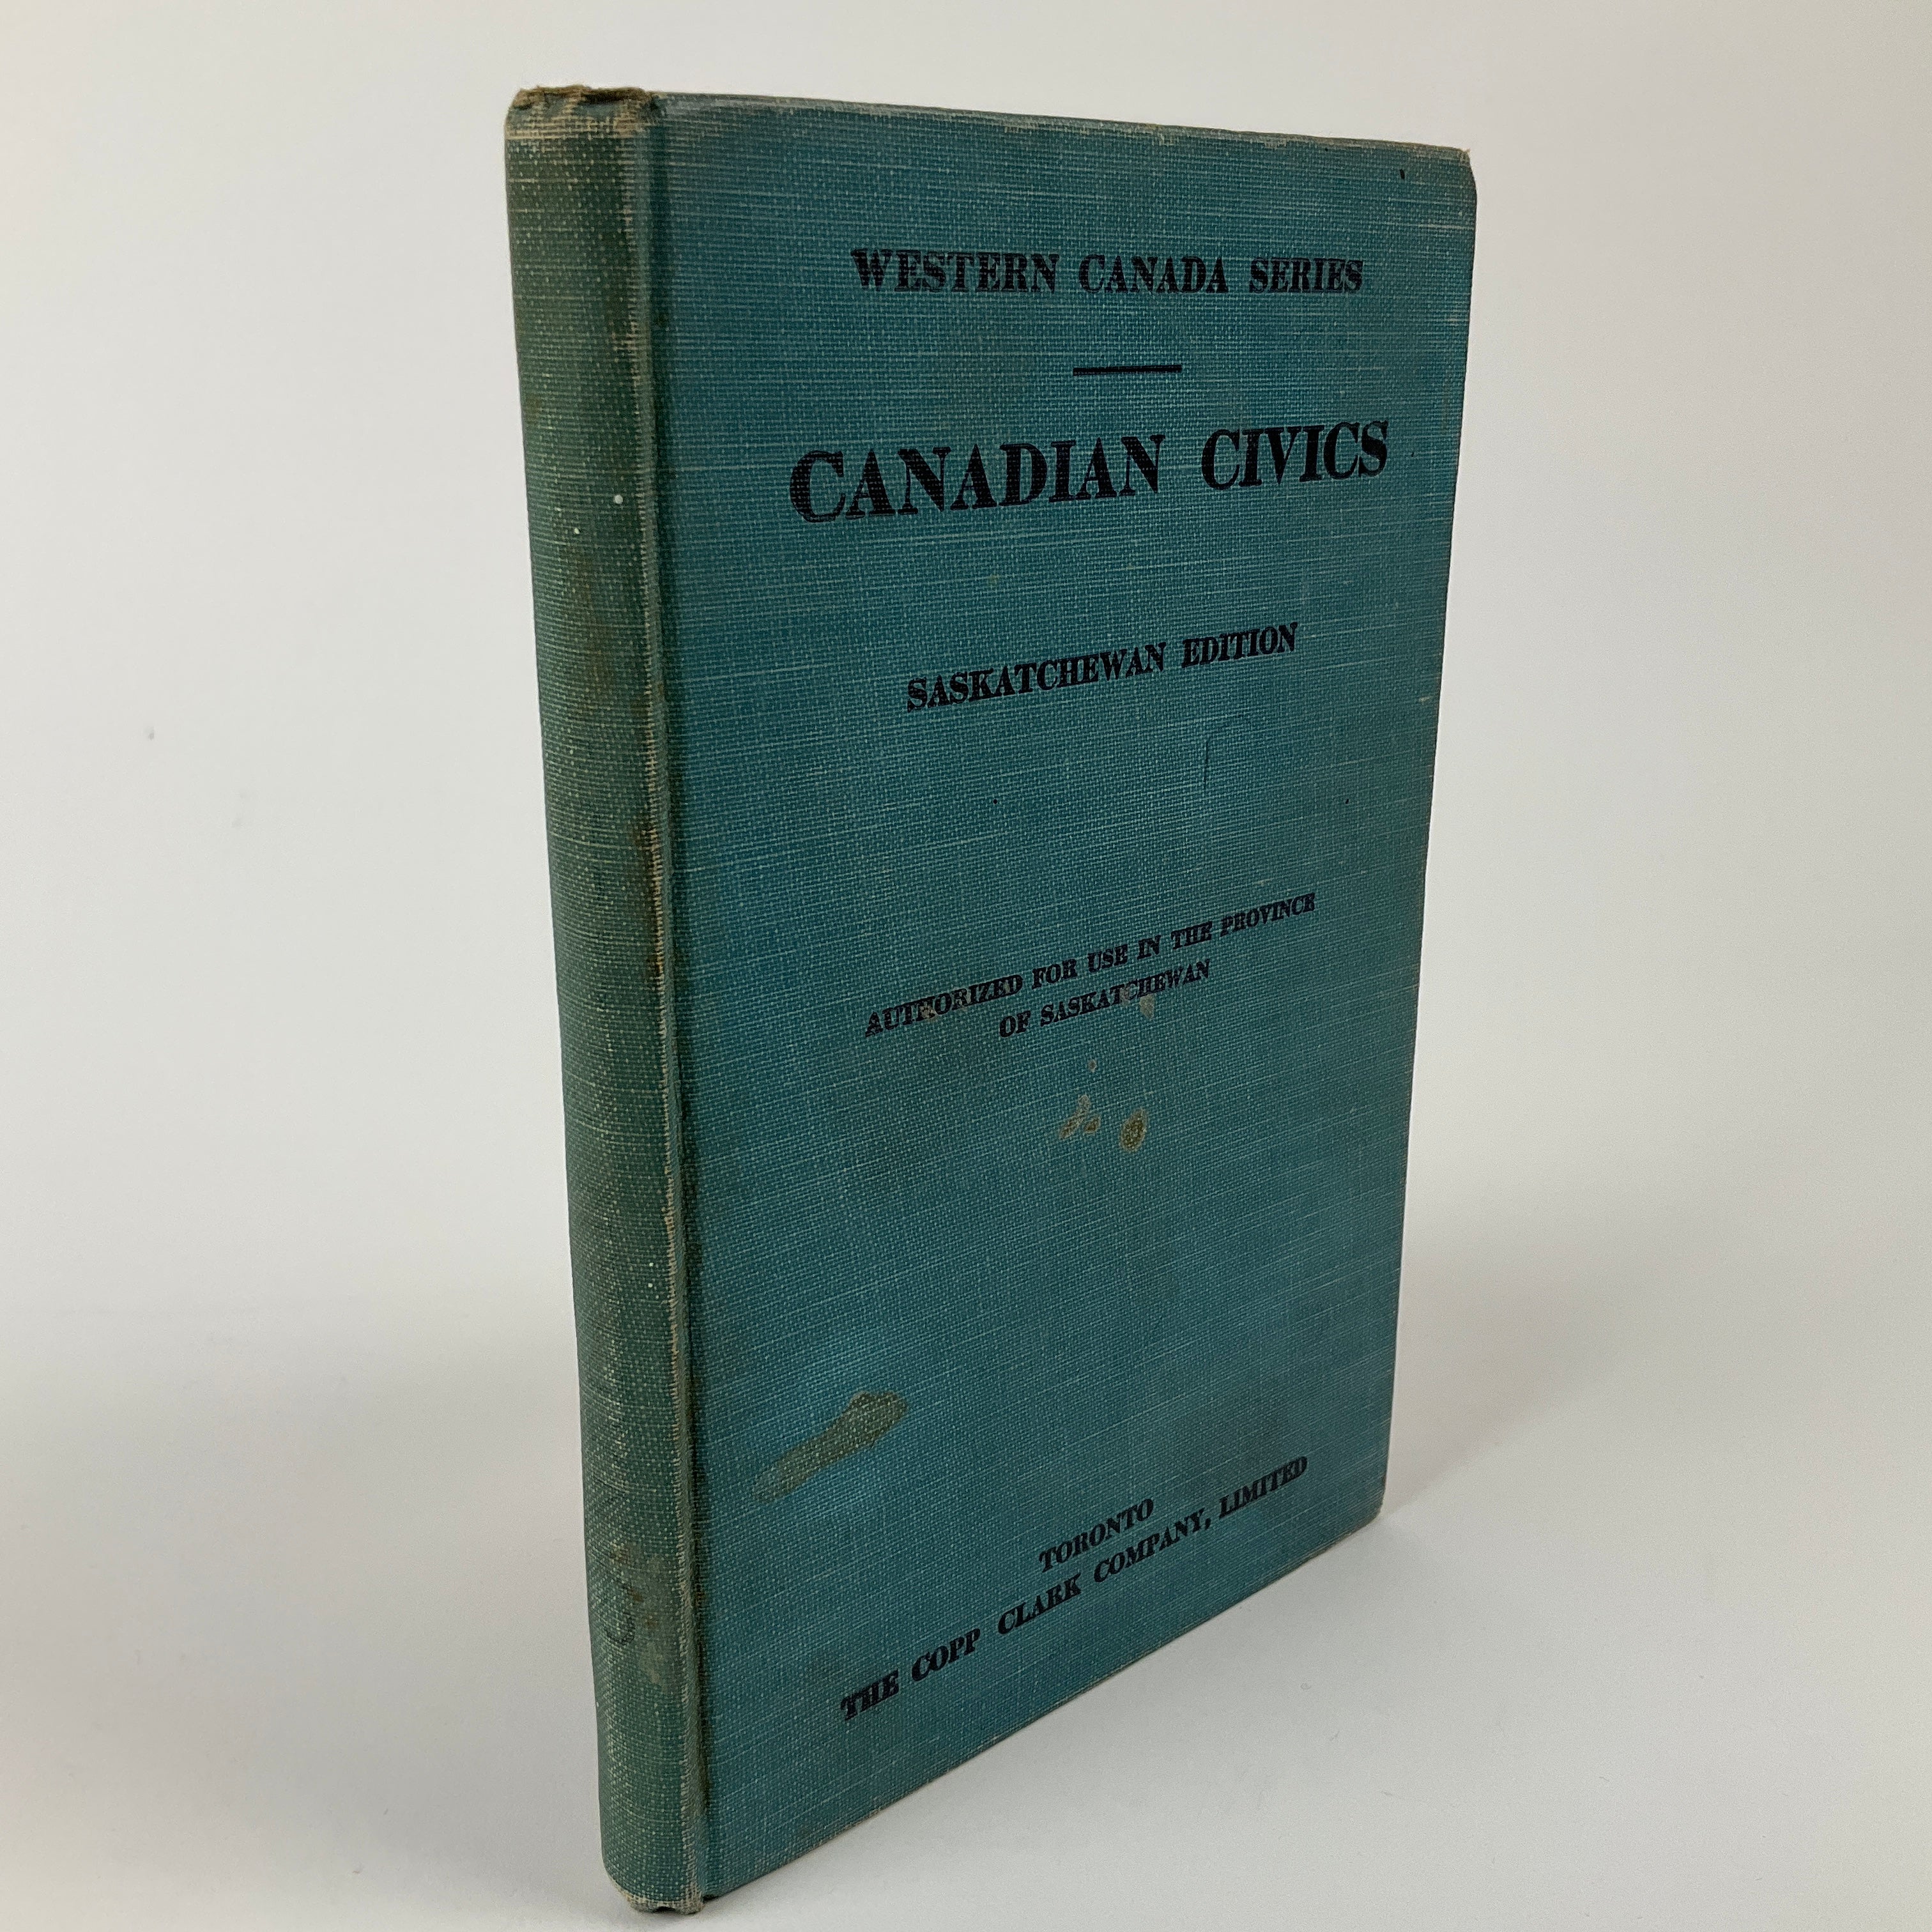 WESTERN CANADA SERIES
CANADIAN CIVICS
SASKATCHEWAN EDITION
AUTHORIZED FOR USE IN THE PROVINCE
OF SASKATCHEWAN
TORONTO
THE COPP CLARK COMPANY, LIMITED